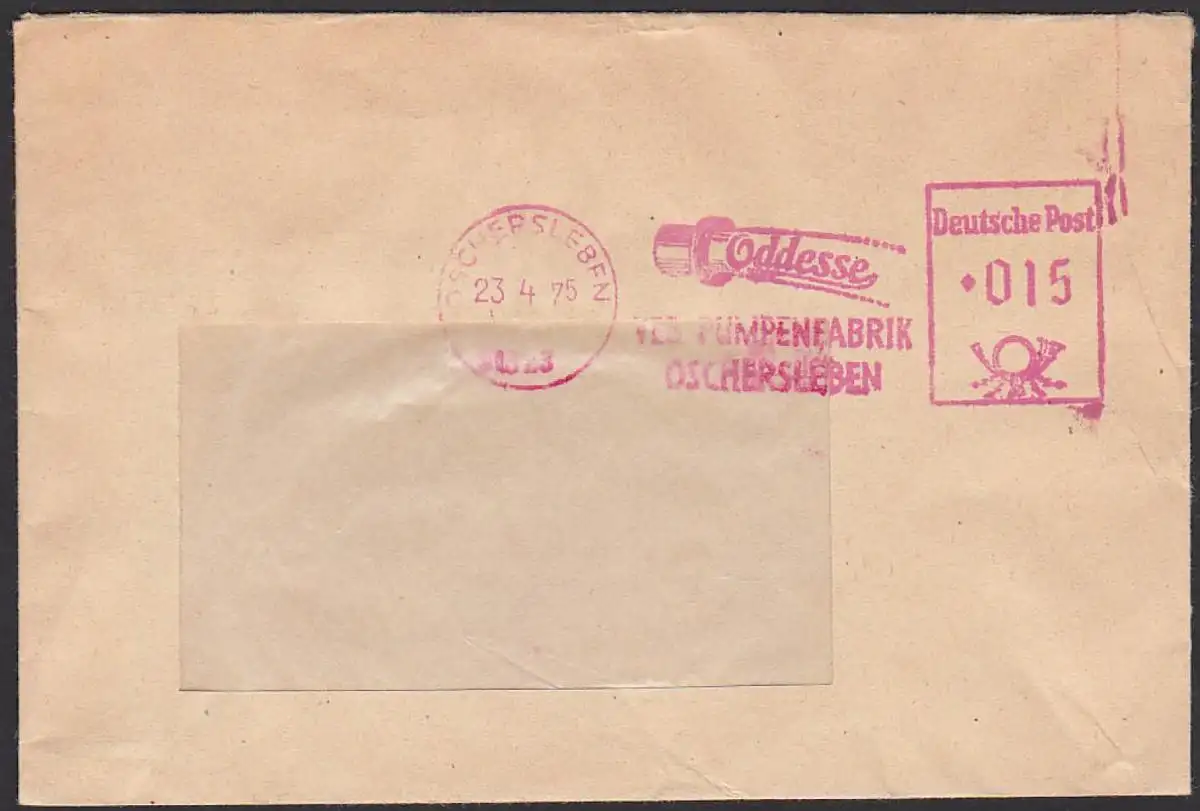 OSCHERSLEBEN
23 4 75
Oddesse
VEB PUMPENFABRIK
OSCHERSLEBEN
Deutsche Post
015